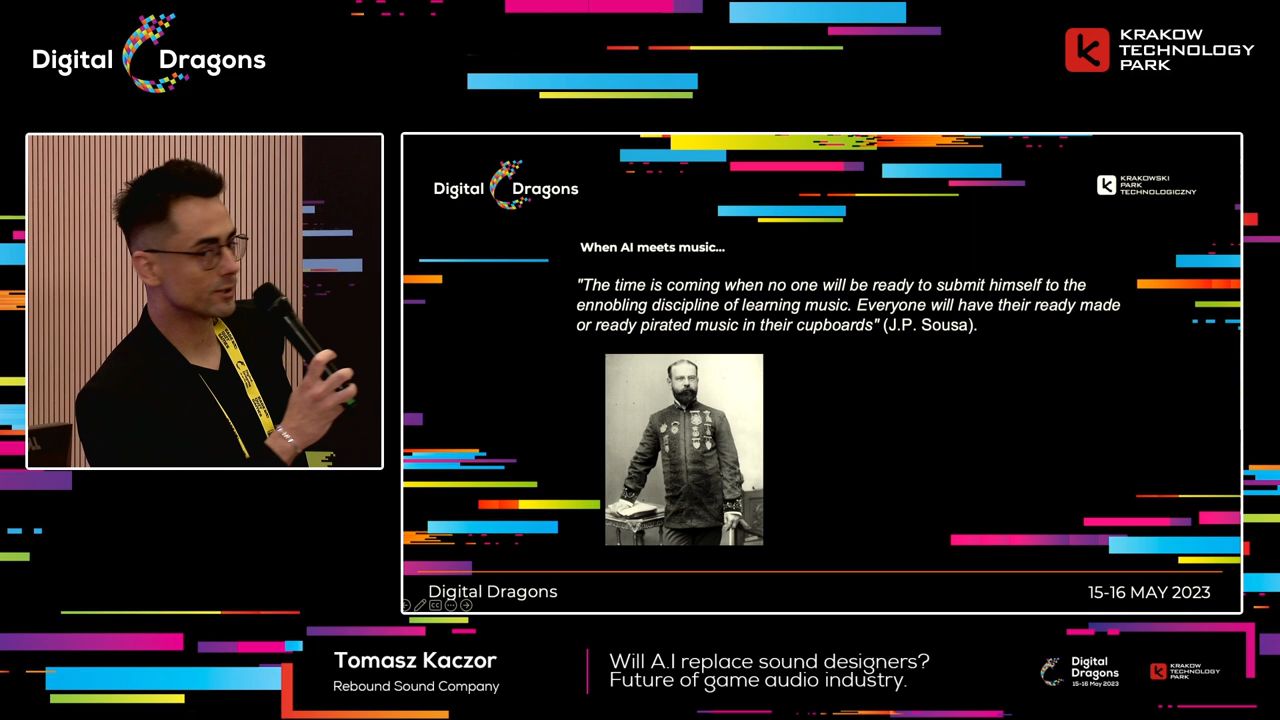 Digital Dragons
KRAKOW
TECHNOLOGY
PARK
Digital Dragons
KRAKOWSKI
PARK
TECHNOLOGICZNY
When AI meets music...
"The time is coming when no one will be ready to submit himself to the
ennobling discipline of learning music. Everyone will have their ready made
or ready pirated music in their cupboards" (J.P. Sousa).
Digital Dragons
15-16 MAY 2023
Tomasz Kaczor
Rebound Sound Company
Will A.I replace sound designers?
Future of game audio industry.
Digital
Dragons
15-16 May 2023
KRAKOW
TECHNOLOGY
PARK